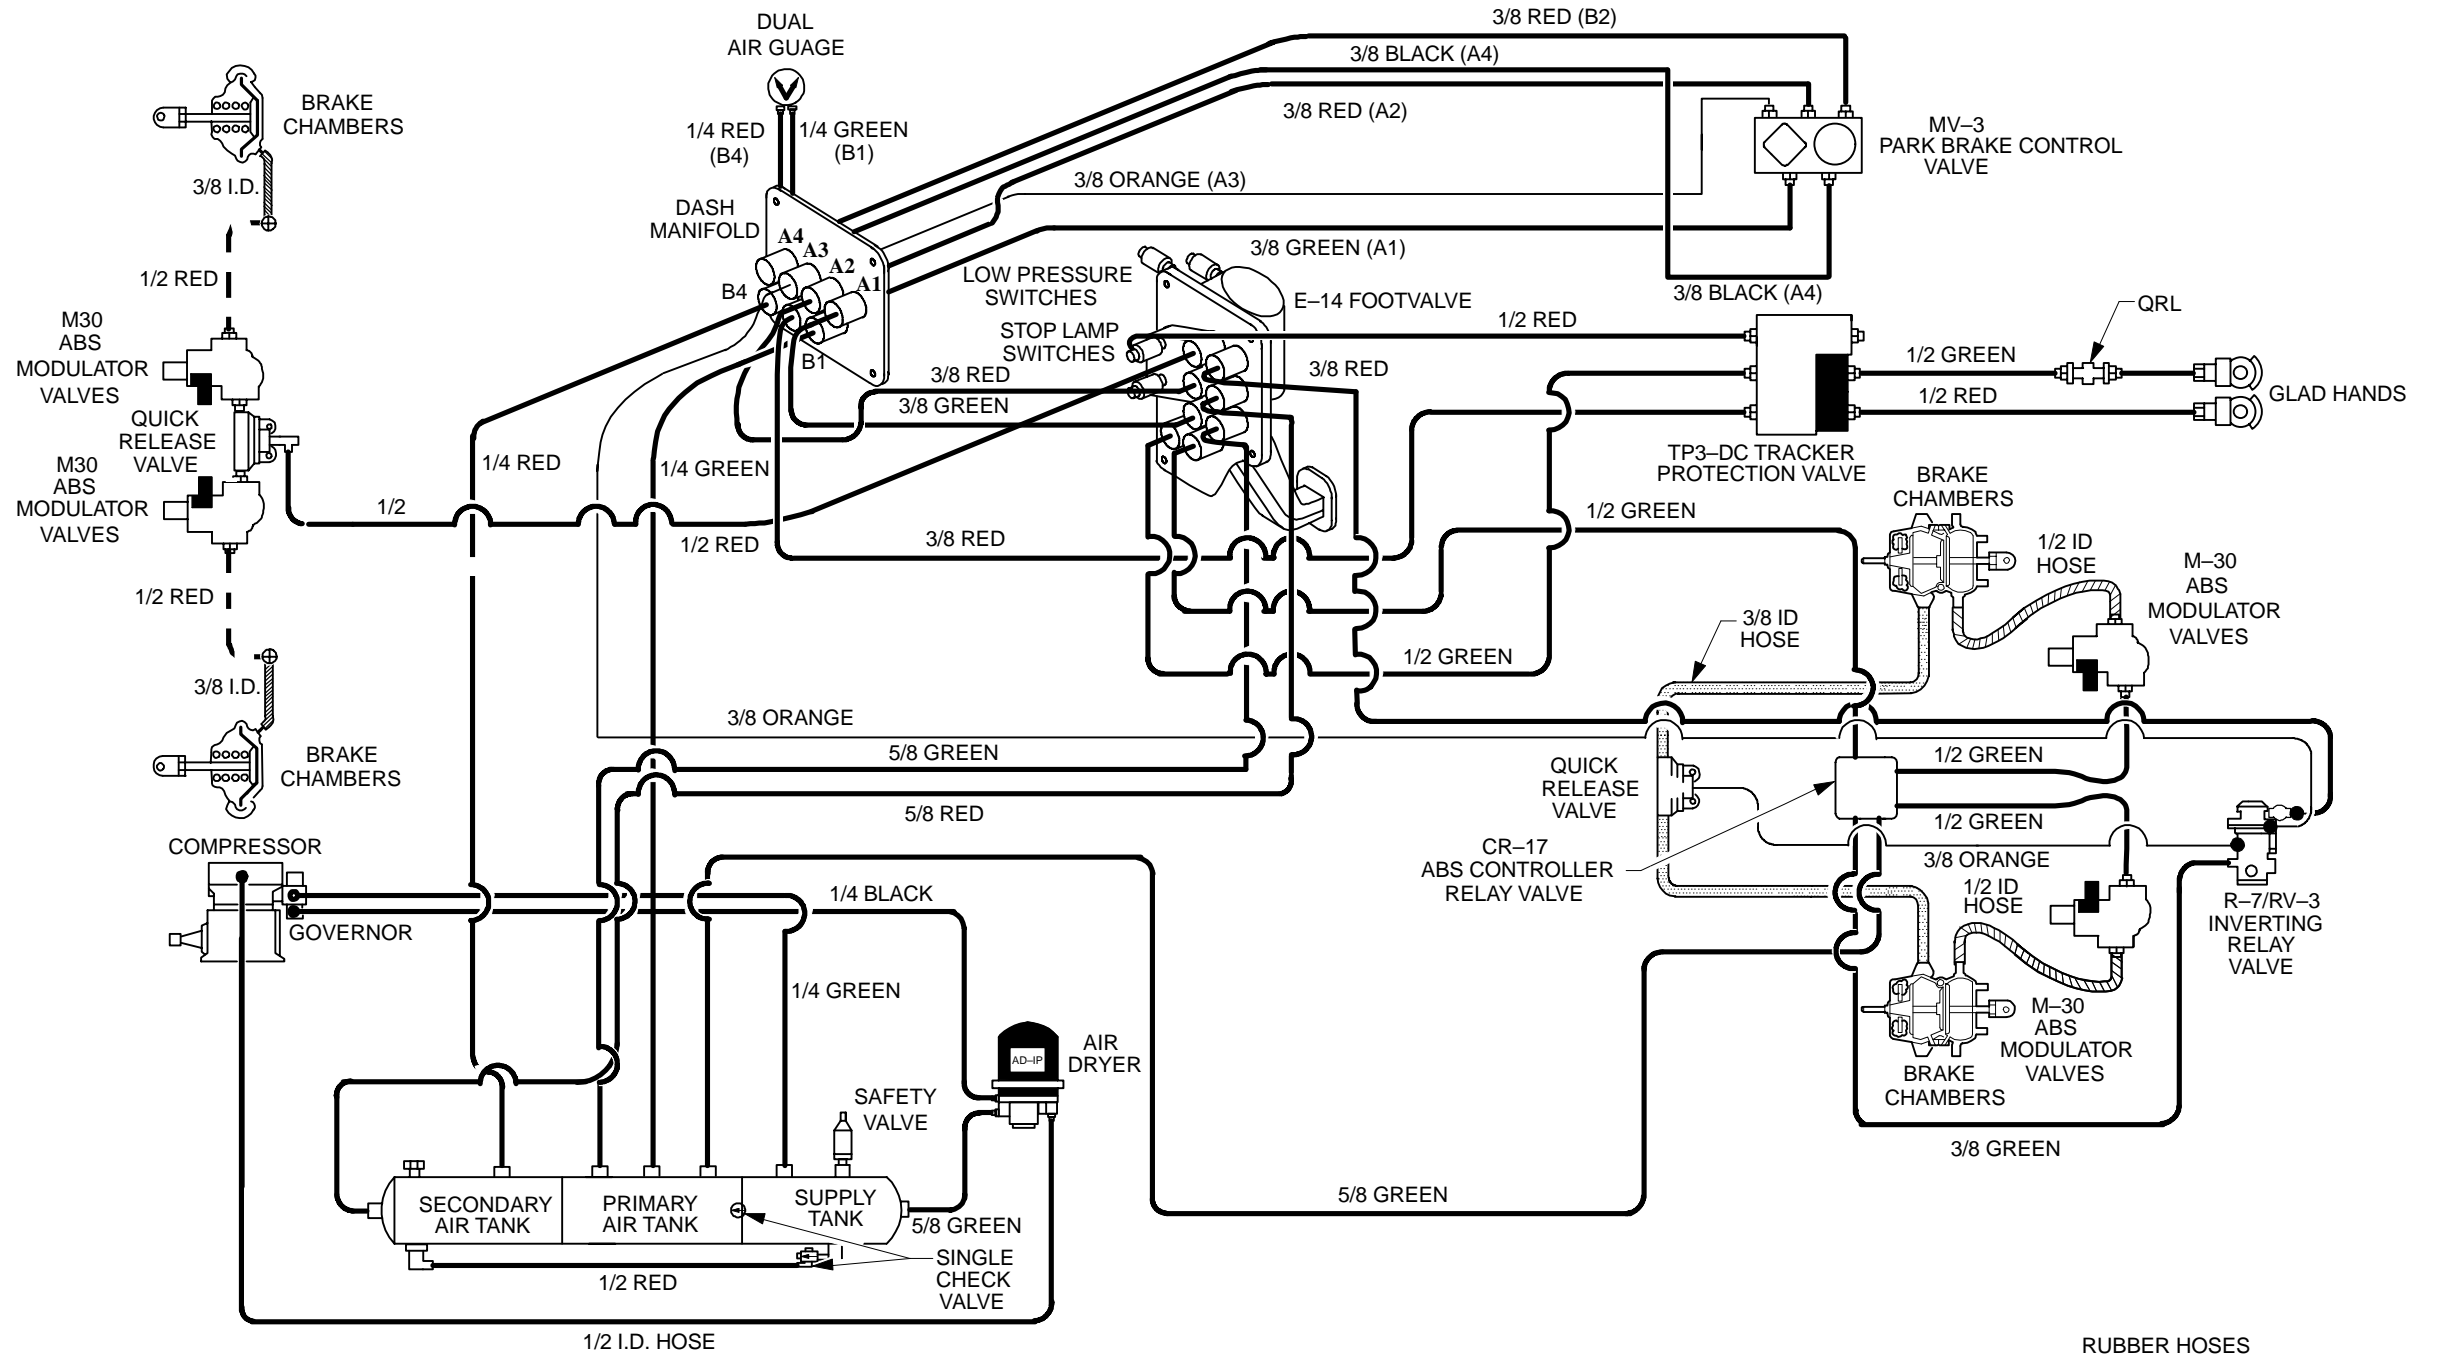 DUAL
AIR GUAGE
1/4 RED
(B4)
1/4 GREEN
(B1)
3/8 RED (B2)
3/8 BLACK (A4)
3/8 RED (A2)
3/8 ORANGE (A3)
3/8 GREEN (A1)
3/8 BLACK (A4)
MV–3
PARK BRAKE CONTROL
VALVE
BRAKE
CHAMBERS
3/8 I.D.
1/2 RED
M30
ABS
MODULATOR
VALVES
QUICK
RELEASE
VALVE
M30
ABS
MODULATOR
VALVES
1/2 RED
3/8 I.D.
BRAKE
CHAMBERS
DASH
MANIFOLD
A4
A3
A2
A1
B4
B1
LOW PRESSURE
SWITCHES
STOP LAMP
SWITCHES
E–14 FOOTVALVE
1/2 RED
3/8 RED
3/8 RED
3/8 GREEN
1/4 RED
1/4 GREEN
1/2
1/2 RED
3/8 RED
1/2 GREEN
1/2 GREEN
QRL
1/2 GREEN
1/2 RED
GLAD HANDS
TP3–DC TRACKER
PROTECTION VALVE
BRAKE
CHAMBERS
1/2 ID
HOSE
M–30
ABS
MODULATOR
VALVES
3/8 ID
HOSE
3/8 ORANGE
5/8 GREEN
5/8 RED
QUICK
RELEASE
VALVE
1/2 GREEN
1/2 GREEN
CR–17
ABS CONTROLLER
RELAY VALVE
3/8 ORANGE
1/2 ID
HOSE
R–7/RV–3
INVERTING
RELAY
VALVE
M–30
ABS
MODULATOR
VALVES
BRAKE
CHAMBERS
3/8 GREEN
COMPRESSOR
GOVERNOR
1/4 BLACK
1/4 GREEN
AD–IP
AIR
DRYER
SAFETY
VALVE
SECONDARY
AIR TANK
PRIMARY
AIR TANK
SUPPLY
TANK
5/8 GREEN
5/8 GREEN
SINGLE
CHECK
VALVE
1/2 RED
1/2 I.D. HOSE
RUBBER HOSES